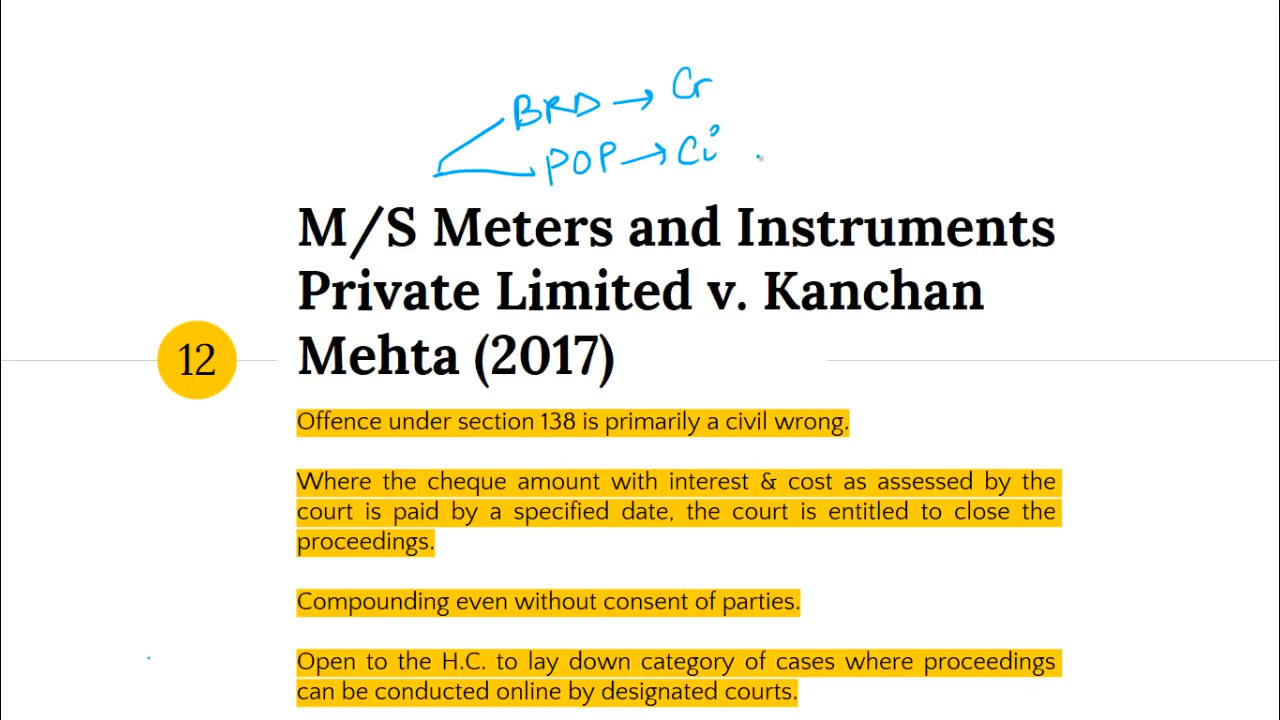 BRD → Cr
POP → Ci
M/S Meters and Instruments
Private Limited v. Kanchan
Mehta (2017)
12
Offence under section 138 is primarily a civil wrong.
Where the cheque amount with interest & cost as assessed by the
court is paid by a specified date, the court is entitled to close the
proceedings.
Compounding even without consent of parties.
Open to the H.C. to lay down category of cases where proceedings
can be conducted online by designated courts.